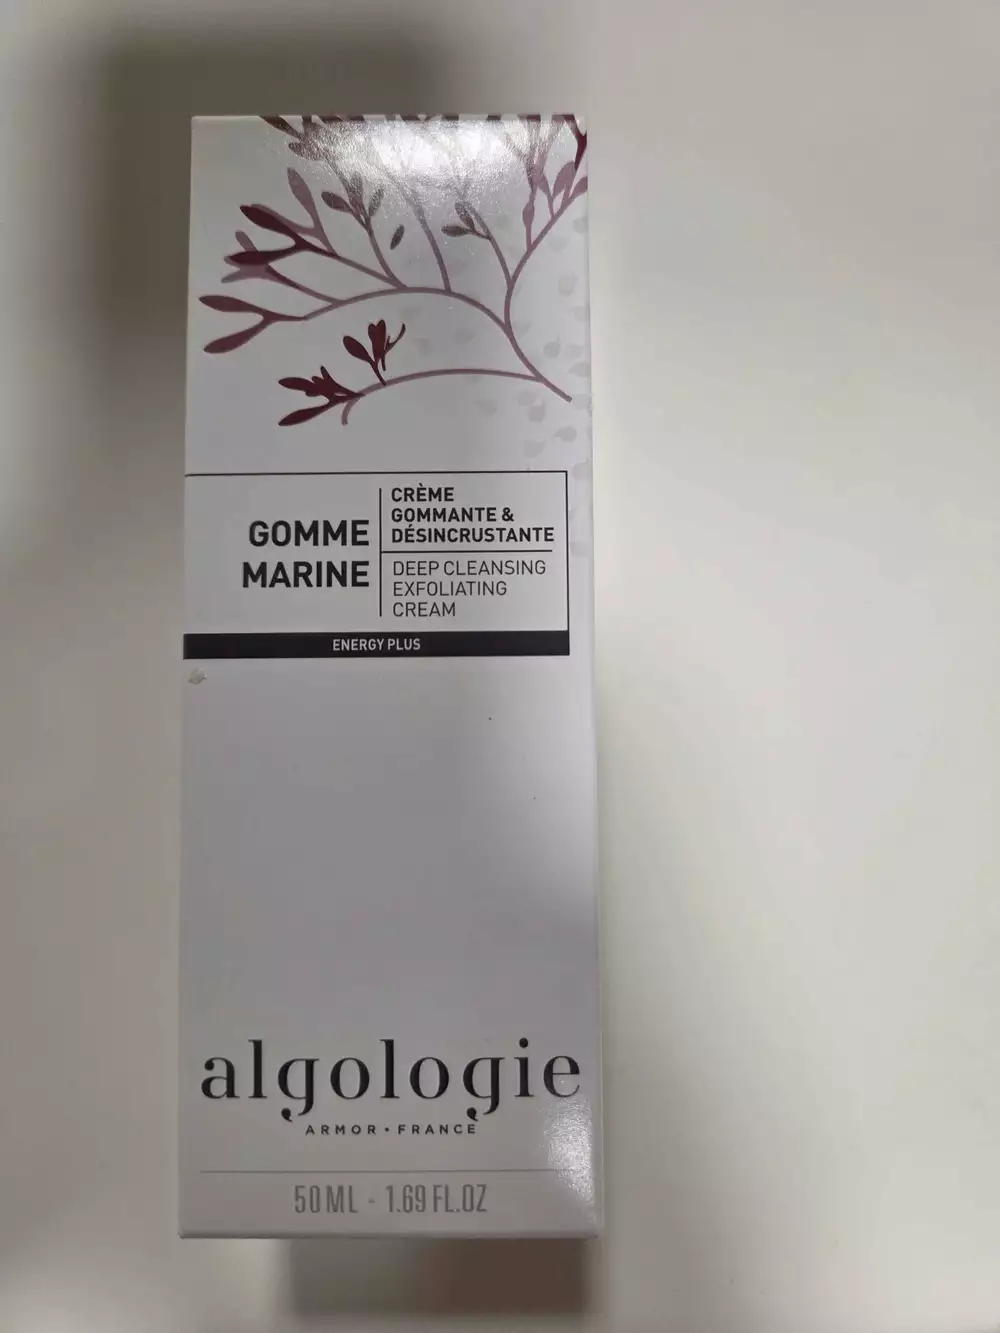 GOMME
MARINE
CRÈME
GOMMANTE &
DÉSINCRUSTANTE
DEEP CLEANSING
EXFOLIATING
CREAM
ENERGY PLUS
algologie
ARMOR • FRANCE
50 ML - 1.69 FL.OZ